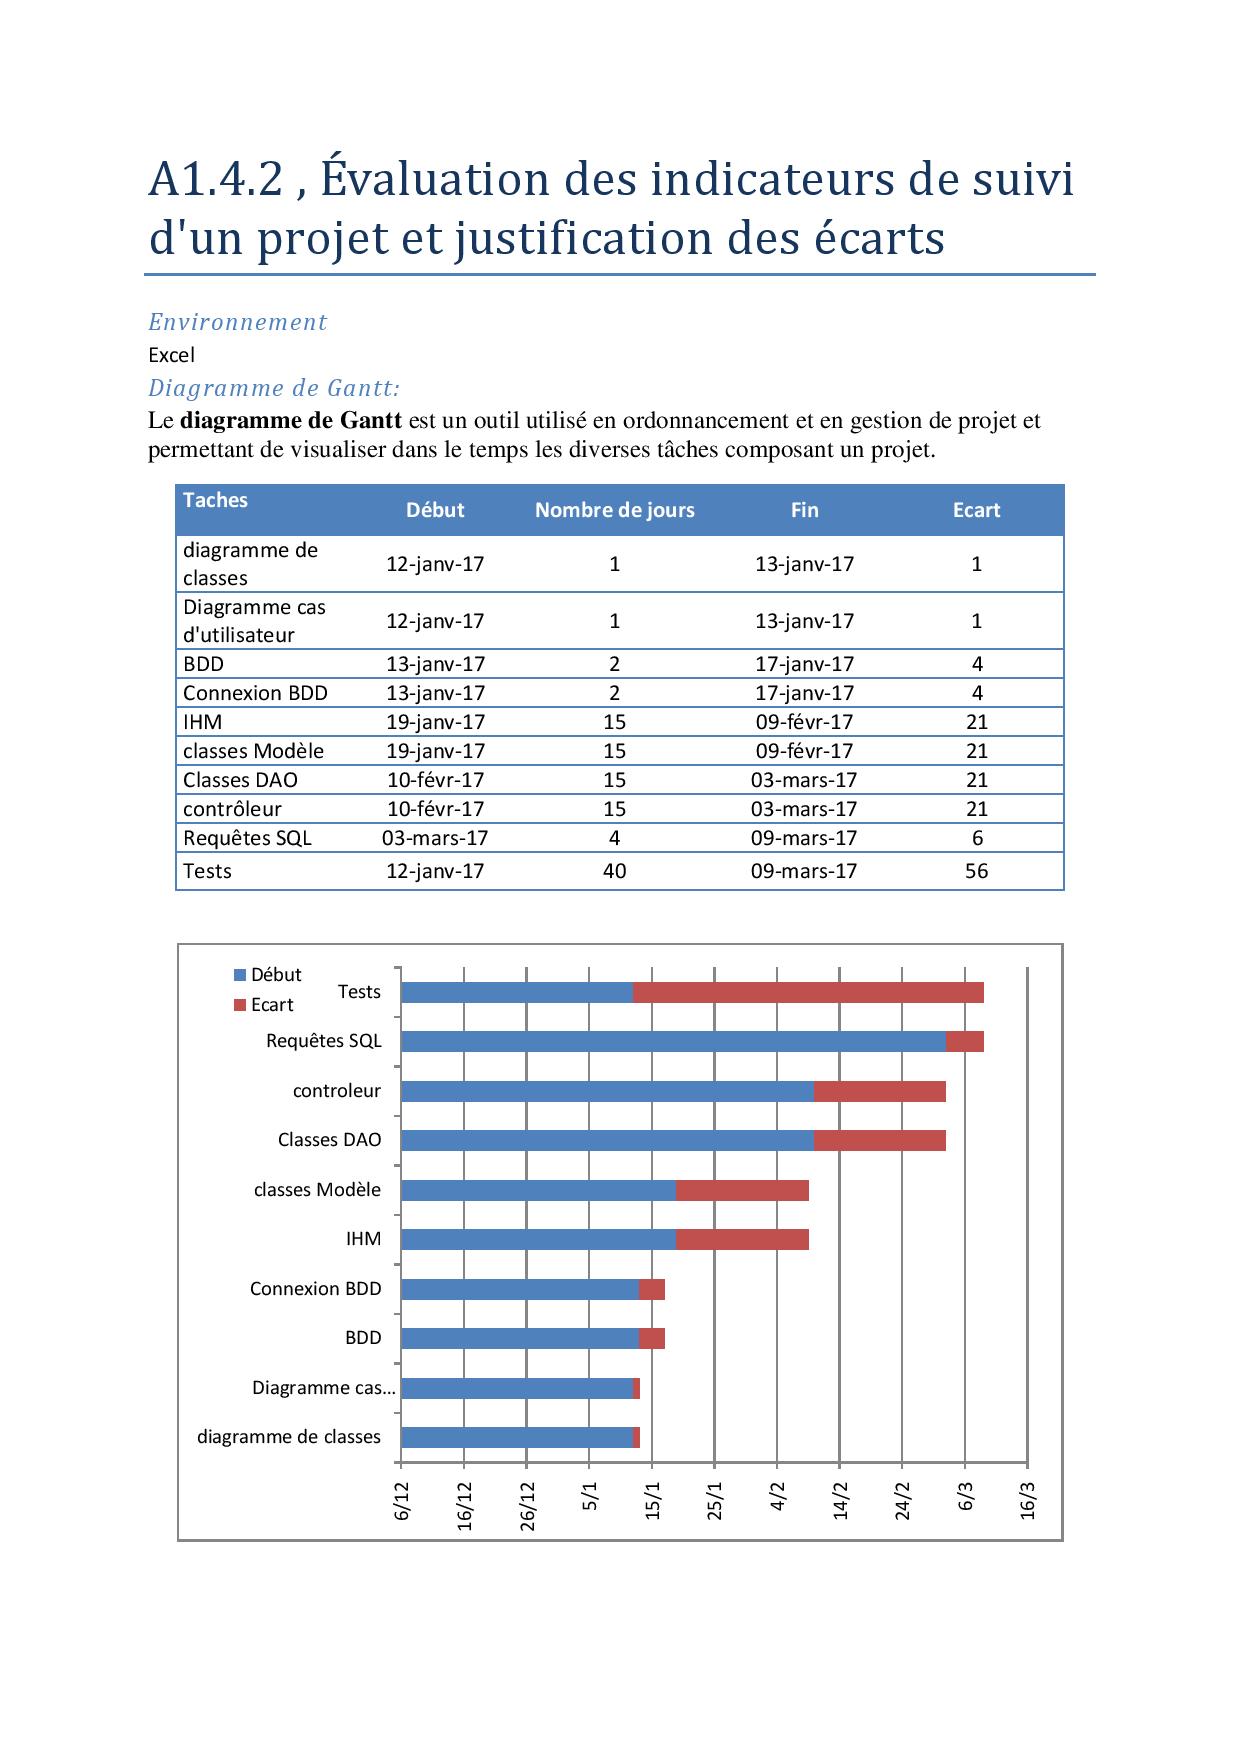 A1.4.2 , Évaluation des indicateurs de suivi
d'un projet et justification des écarts
Environnement
Excel
Diagramme de Gantt:
Le diagramme de Gantt est un outil utilisé en ordonnancement et en gestion de projet et
permettant de visualiser dans le temps les diverses tâches composant un projet.
Taches Début Nombre de jours Fin Ecart
diagramme de
classes 12-janv-17 1 13-janv-17 1
Diagramme cas
d'utilisateur 12-janv-17 1 13-janv-17 1
BDD 13-janv-17 2 17-janv-17 4
Connexion BDD 13-janv-17 2 17-janv-17 4
IHM 19-janv-17 15 09-févr-17 21
classes Modèle 19-janv-17 15 09-févr-17 21
Classes DAO 10-févr-17 15 03-mars-17 21
contrôleur 10-févr-17 15 03-mars-17 21
Requêtes SQL 03-mars-17 4 09-mars-17 6
Tests 12-janv-17 40 09-mars-17 56
Début
Ecart
Tests
Requêtes SQL
controleur
Classes DAO
classes Modèle
IHM
Connexion BDD
BDD
Diagramme cas...
diagramme de classes
6/12 16/12 26/12 5/1 15/1 25/1 4/2 14/2 24/2 6/3 16/3